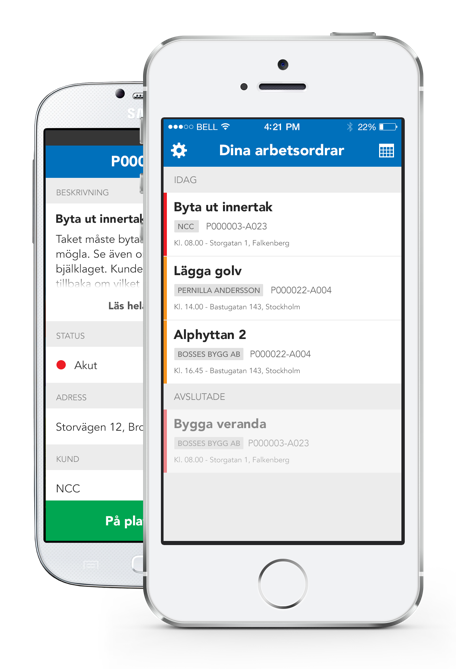 SA
P000
BESKRIVNING
Byta ut innertak
Taket måste byta
mögla. Se även o
bjälklaget. Kunde
tillbaka om vilket
Läs hela
STATUS
Akut
ADRESS
Storvägen 12, Bro
KUND
NCC
På pla
BELL 4:21 PM 22%
Dina arbetsordrar
IDAG
Byta ut innertak
NCC P000003-A023
Kl. 08.00 - Storgatan 1, Falkenberg
Lägga golv
PERNILLA ANDERSSON P000022-A004
Kl. 14.00 - Bastugatan 143, Stockholm
Alphyttan 2
BOSSES BYGG AB P000022-A004
Kl. 16.45 - Bastugatan 143, Stockholm
AVSLUTADE
Bygga veranda
BOSSES BYGG AB P000003-A023
Kl. 08.00 - Storgatan 1, Falkenberg